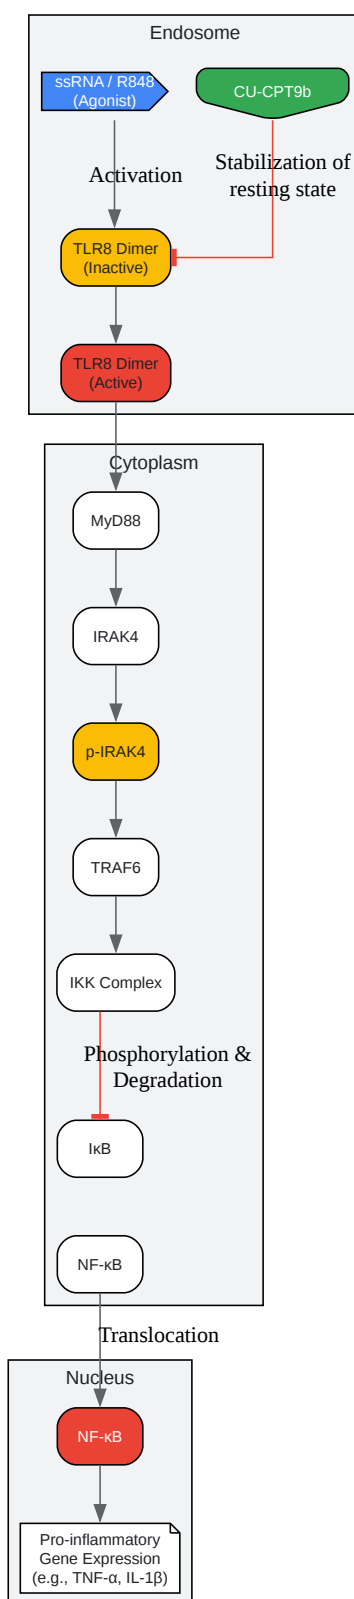 Endosome
ssRNA / R848
(Agonist)
CU-CPT9b
Activation
Stabilization of
resting state
TLR8 Dimer
(Inactive)
TLR8 Dimer
(Active)
Cytoplasm
MyD88
IRAK4
p-IRAK4
TRAF6
IKK Complex
Phosphorylation &
Degradation
IκB
NF-κB
Translocation
Nucleus
NF-κB
Pro-inflammatory
Gene Expression
(e.g., TNF-α, IL-1β)